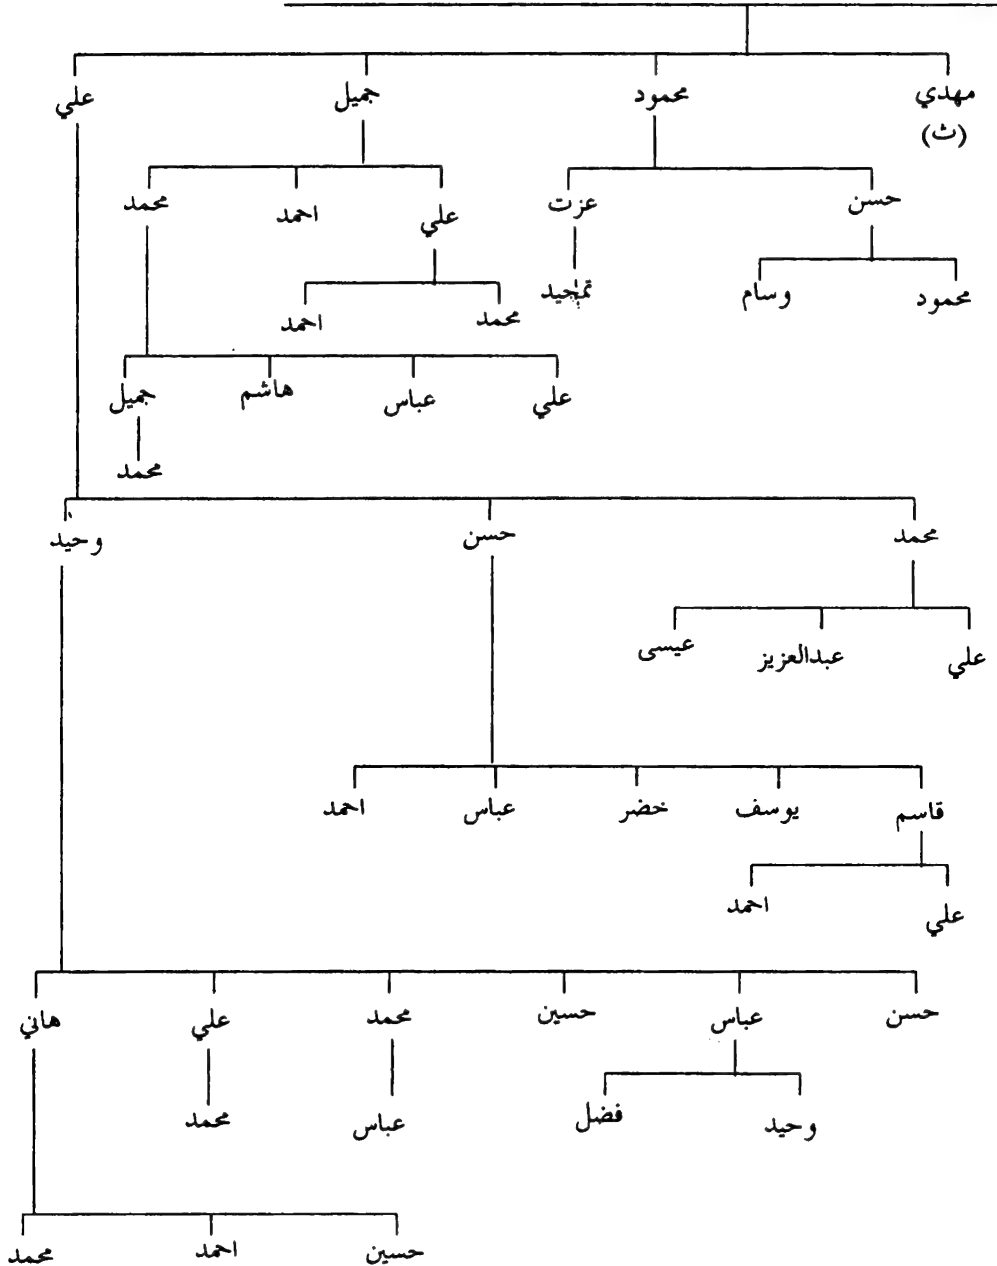 مهدي محمود جميل علي
(ث)
حسن عزت علي احمد محمد
محمود وسام محمد احمد
علي عباس هاشم جميل
محمد
محمد حسن وحيد
علي عبدالعزيز عيسى
قاسم يوسف خضر عباس احمد
علي احمد
حسن عباس حسين محمد علي هاني
وحيد فضل عباس محمد
حسين احمد محمد